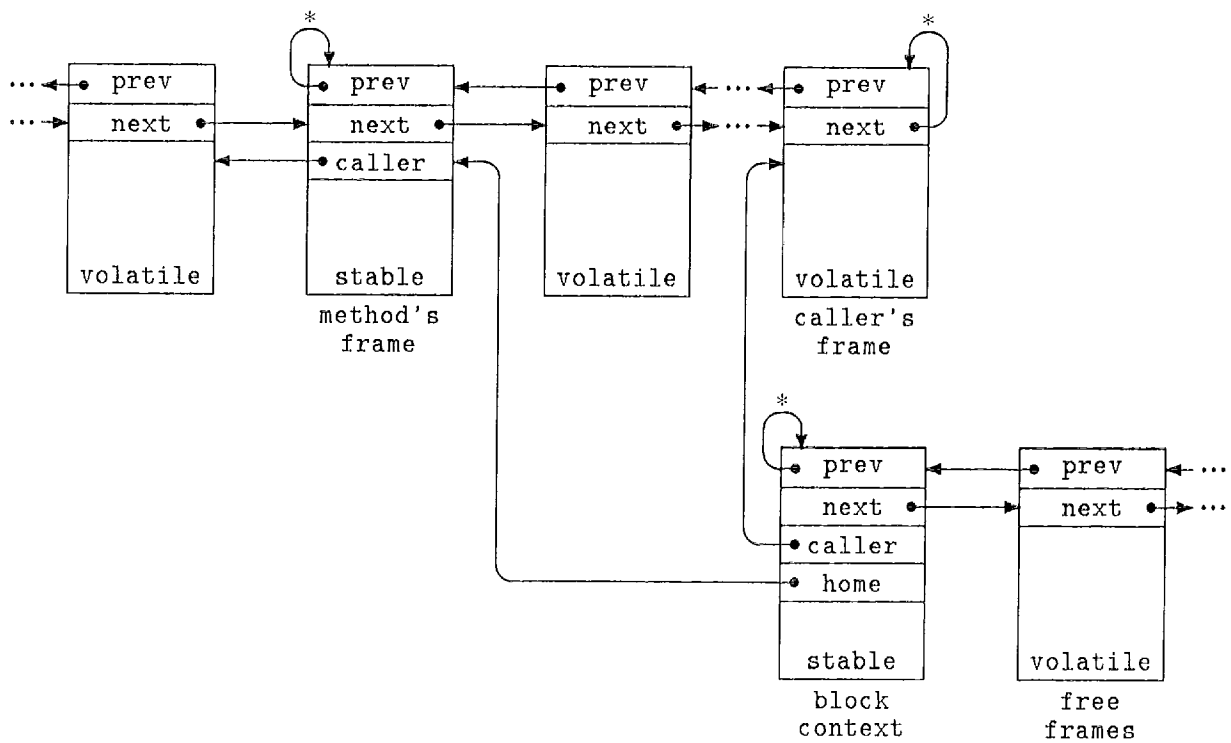 * *
... prev prev prev ... prev
... next next next ... next
caller
volatile stable volatile volatile
method's caller's
frame frame
*
prev prev ...
next next ...
caller
home
stable volatile
block free
context frames